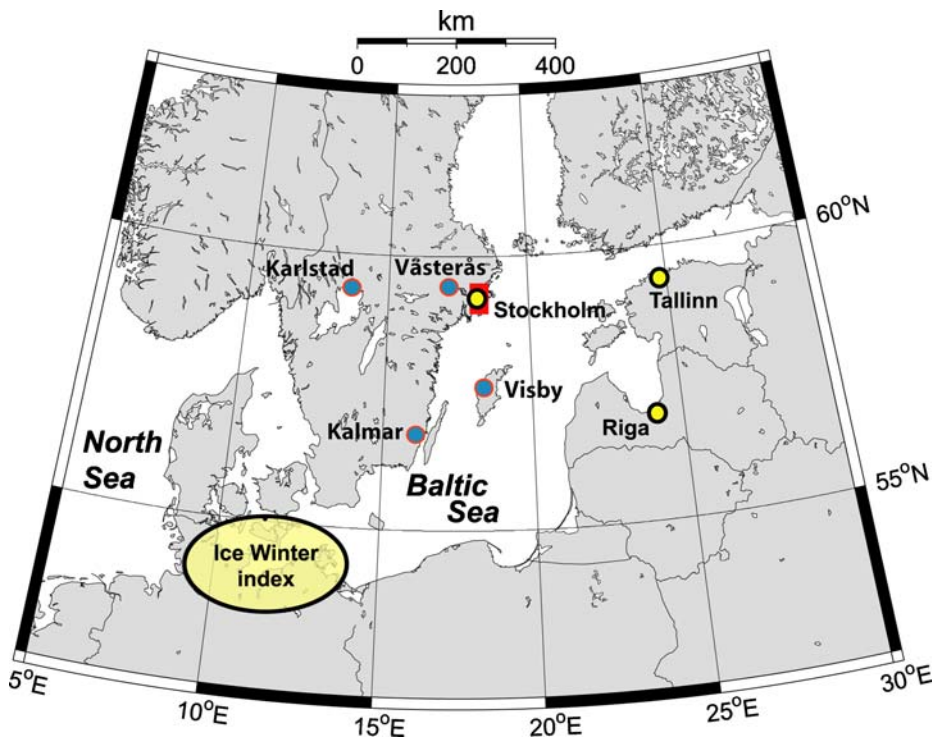 km
0 200 400
60°N
Karlstad
Våsterås
Stockholm
Tallinn
Visby
Riga
Kalmar
North
Sea
Baltic
Sea
55°N
Ice Winter
index
5°E
10°E
15°E
20°E
25°E
30°E